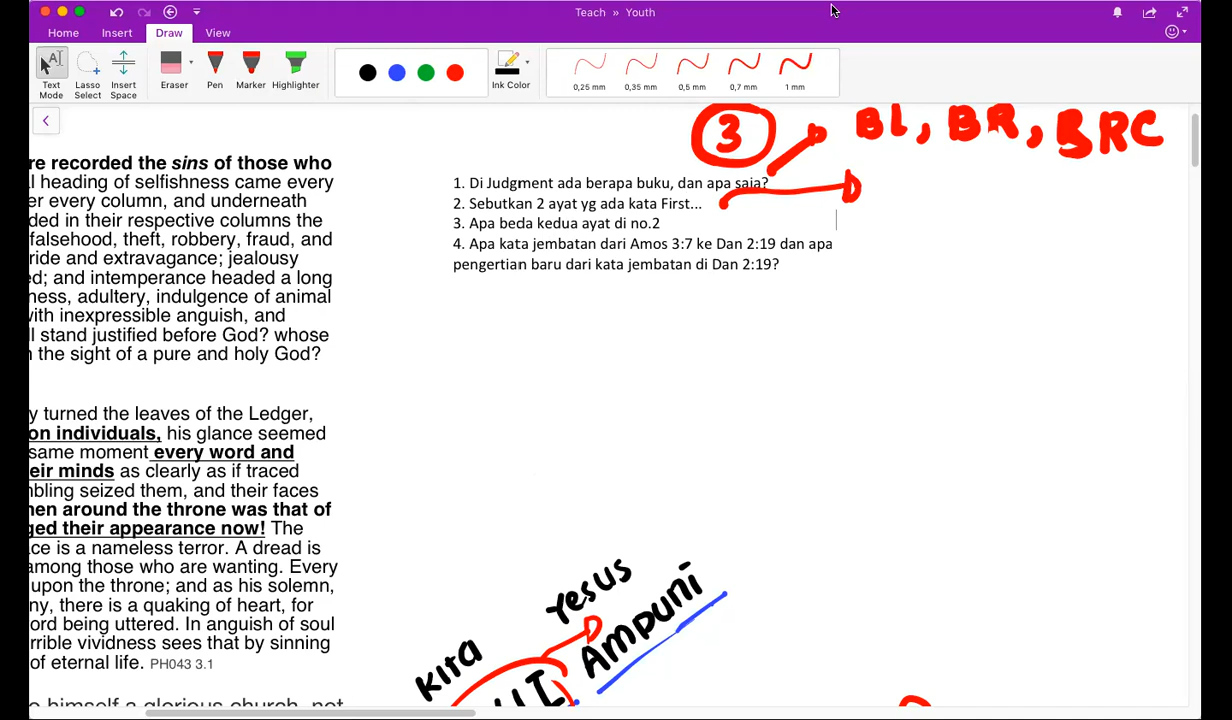 Teach » Youth
Home Insert Draw View
Text Mode
Lasso Select
Insert Space
Eraser
Pen
Marker
Highlighter
Ink Color
0,25 mm 0,35 mm 0,5 mm 0,7 mm 1 mm
3 BL, BR, BRC
re recorded the sins of those who
al heading of selfishness came every
er every column, and underneath
ded in their respective columns the
falsehood, theft, robbery, fraud, and
ride and extravagance; jealousy
ed; and intemperance headed a long
ness, adultery, indulgence of animal
with inexpressible anguish, and
ll stand justified before God? whose
n the sight of a pure and holy God?
y turned the leaves of the Ledger,
on individuals, his glance seemed
same moment every word and
eir minds as clearly as if traced
mbling seized them, and their faces
hen around the throne was that of
ged their appearance now! The
ace is a nameless terror. A dread is
among those who are wanting. Every
upon the throne; and as his solemn,
ny, there is a quaking of heart, for
ord being uttered. In anguish of soul
rrible vividness sees that by sinning
of eternal life. PH043 3.1
o himself a glorious church, not
1. Di Judgment ada berapa buku, dan apa saja?
2. Sebutkan 2 ayat yg ada kata First...
3. Apa beda kedua ayat di no.2
4. Apa kata jembatan dari Amos 3:7 ke Dan 2:19 dan apa
pengertian baru dari kata jembatan di Dan 2:19?
Yesus
Ampuni
Kita